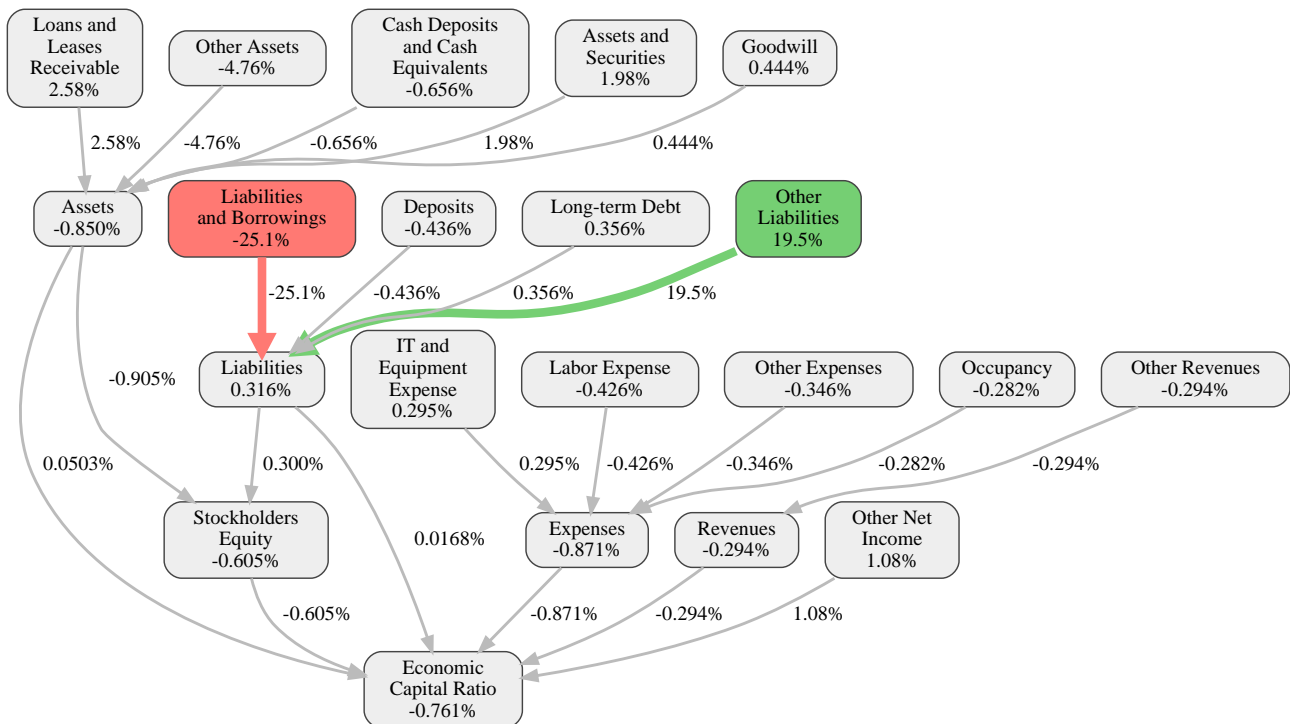 Loans and
Leases
Receivable
2.58%
Other Assets
-4.76%
Cash Deposits
and Cash
Equivalents
-0.656%
Assets and
Securities
1.98%
Goodwill
0.444%
2.58%
-4.76%
-0.656%
1.98%
0.444%
Assets
-0.850%
Liabilities
and Borrowings
-25.1%
Deposits
-0.436%
Long-term Debt
0.356%
Other
Liabilities
19.5%
-25.1%
-0.436%
0.356%
19.5%
-0.905%
Liabilities
0.316%
IT and
Equipment
Expense
0.295%
Labor Expense
-0.426%
Other Expenses
-0.346%
Occupancy
-0.282%
Other Revenues
-0.294%
0.0503%
0.300%
0.295%
-0.426%
-0.346%
-0.282%
-0.294%
Stockholders
Equity
-0.605%
0.0168%
Expenses
-0.871%
Revenues
-0.294%
Other Net
Income
1.08%
-0.605%
-0.871%
-0.294%
1.08%
Economic
Capital Ratio
-0.761%